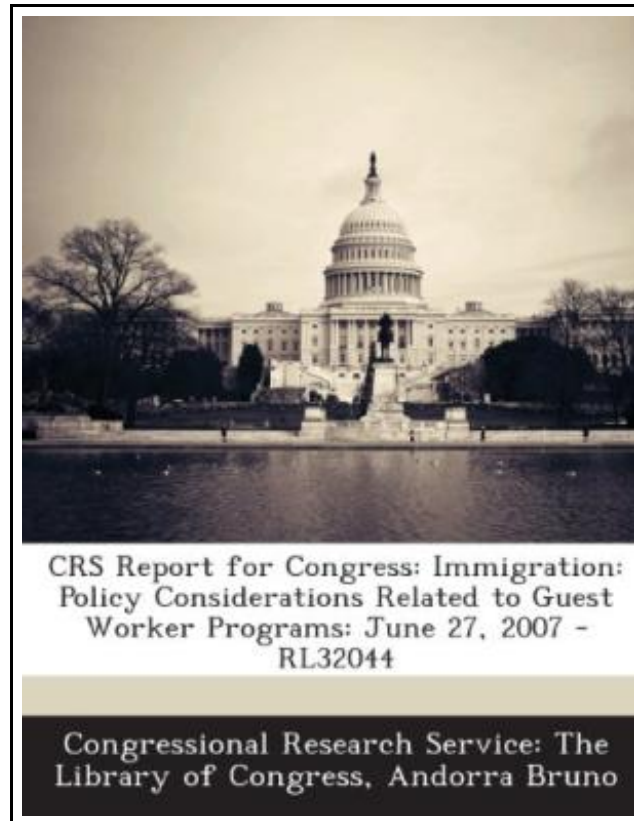 CRS Report for Congress: Immigration:
Policy Considerations Related to Guest
Worker Programs: June 27, 2007 -
RL32044
Congressional Research Service: The
Library of Congress, Andorra Bruno